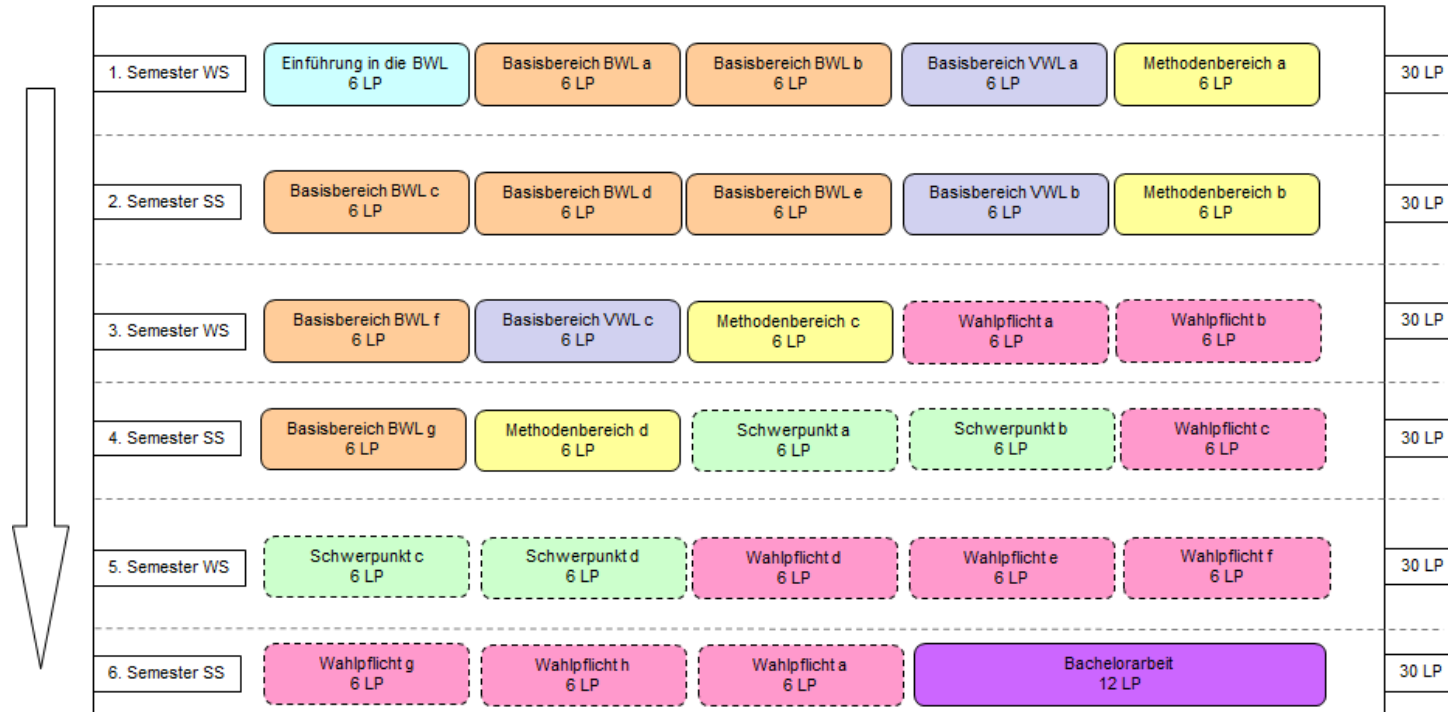 1. Semester WS
Einführung in die BWL
6 LP
Basisbereich BWL a
6 LP
Basisbereich BWL b
6 LP
Basisbereich VWL a
6 LP
Methodenbereich a
6 LP
30 LP
2. Semester SS
Basisbereich BWL c
6 LP
Basisbereich BWL d
6 LP
Basisbereich BWL e
6 LP
Basisbereich VWL b
6 LP
Methodenbereich b
6 LP
30 LP
3. Semester WS
Basisbereich BWL f
6 LP
Basisbereich VWL c
6 LP
Methodenbereich c
6 LP
Wahlpflicht a
6 LP
Wahlpflicht b
6 LP
30 LP
4. Semester SS
Basisbereich BWL g
6 LP
Methodenbereich d
6 LP
Schwerpunkt a
6 LP
Schwerpunkt b
6 LP
Wahlpflicht c
6 LP
30 LP
5. Semester WS
Schwerpunkt c
6 LP
Schwerpunkt d
6 LP
Wahlpflicht d
6 LP
Wahlpflicht e
6 LP
Wahlpflicht f
6 LP
30 LP
6. Semester SS
Wahlpflicht g
6 LP
Wahlpflicht h
6 LP
Wahlpflicht a
6 LP
Bachelorarbeit
12 LP
30 LP